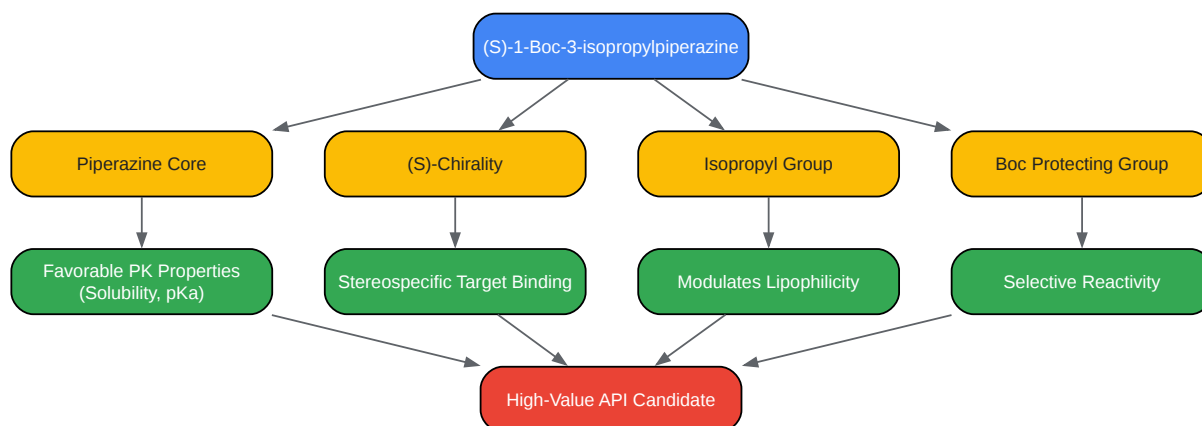 (S)-1-Boc-3-isopropylpiperazine
Piperazine Core
(S)-Chirality
Isopropyl Group
Boc Protecting Group
Favorable PK Properties
(Solubility, pKa)
Stereospecific Target Binding
Modulates Lipophilicity
Selective Reactivity
High-Value API Candidate